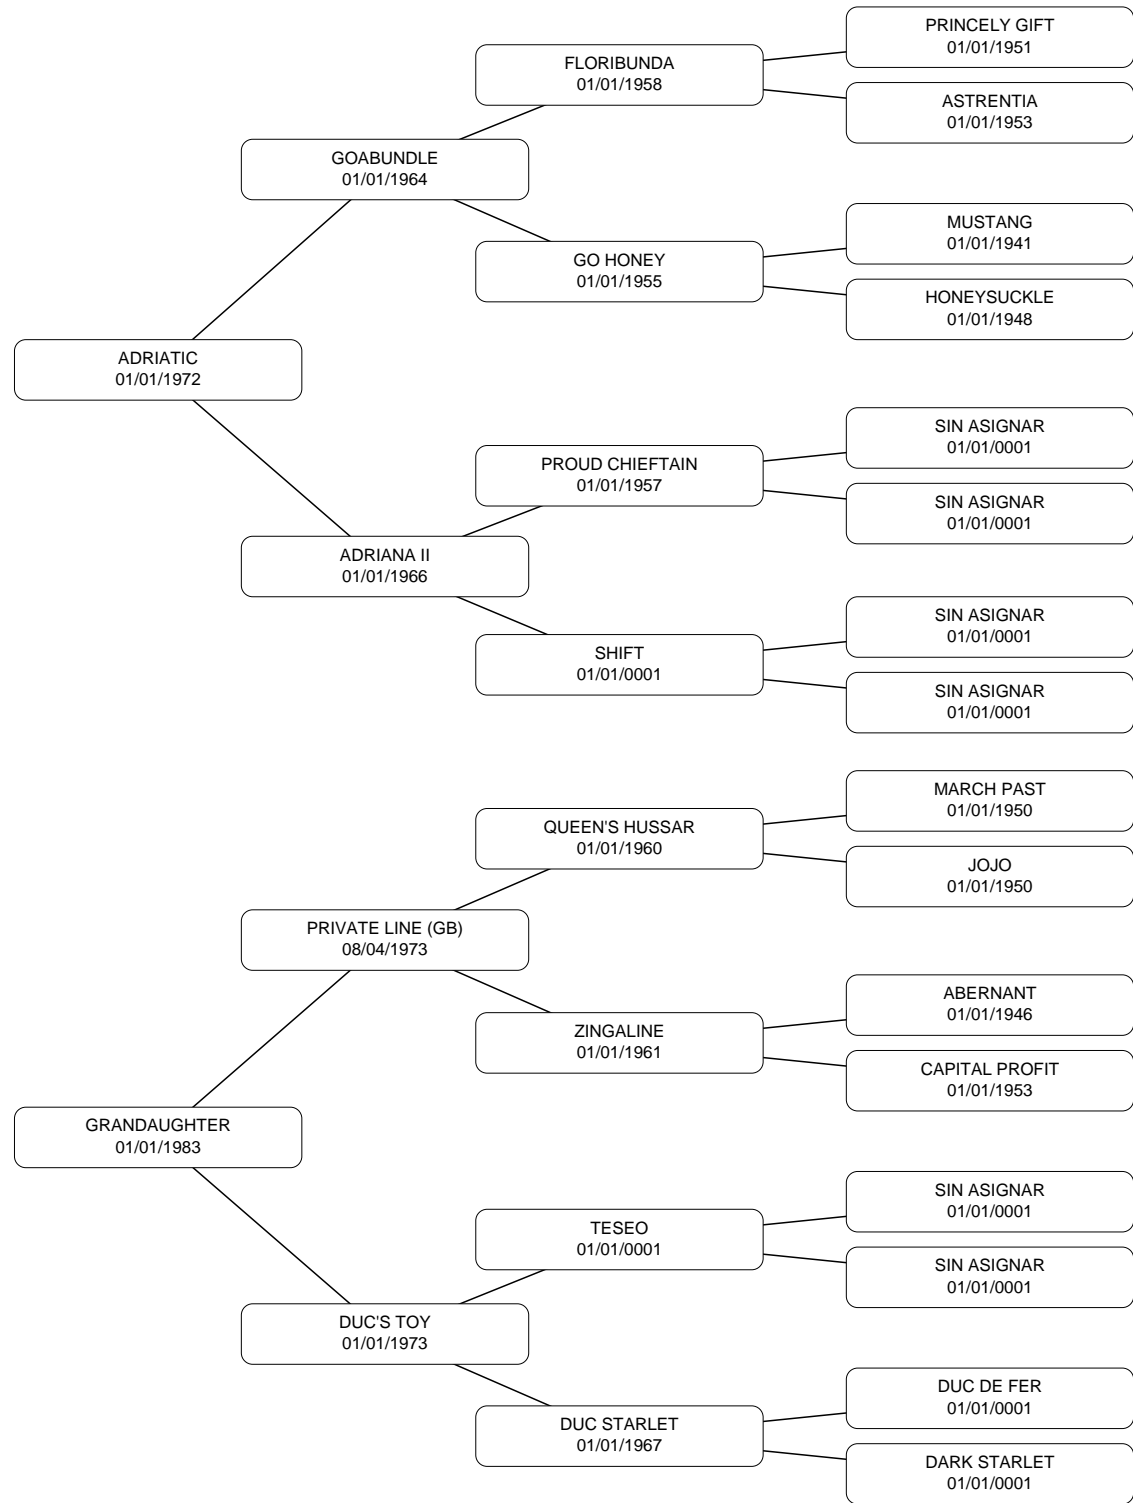 PRINCELY GIFT
01/01/1951
FLORIBUNDA
01/01/1958
ASTRENTIA
01/01/1953
GOABUNDLE
01/01/1964
MUSTANG
01/01/1941
GO HONEY
01/01/1955
HONEYSUCKLE
01/01/1948
ADRIATIC
01/01/1972
SIN ASIGNAR
01/01/0001
PROUD CHIEFTAIN
01/01/1957
SIN ASIGNAR
01/01/0001
ADRIANA II
01/01/1966
SIN ASIGNAR
01/01/0001
SHIFT
01/01/0001
SIN ASIGNAR
01/01/0001
MARCH PAST
01/01/1950
QUEEN'S HUSSAR
01/01/1960
JOJO
01/01/1950
PRIVATE LINE (GB)
08/04/1973
ABERNANT
01/01/1946
ZINGALINE
01/01/1961
CAPITAL PROFIT
01/01/1953
GRANDAUGHTER
01/01/1983
SIN ASIGNAR
01/01/0001
TESEO
01/01/0001
SIN ASIGNAR
01/01/0001
DUC'S TOY
01/01/1973
DUC DE FER
01/01/0001
DUC STARLET
01/01/1967
DARK STARLET
01/01/0001